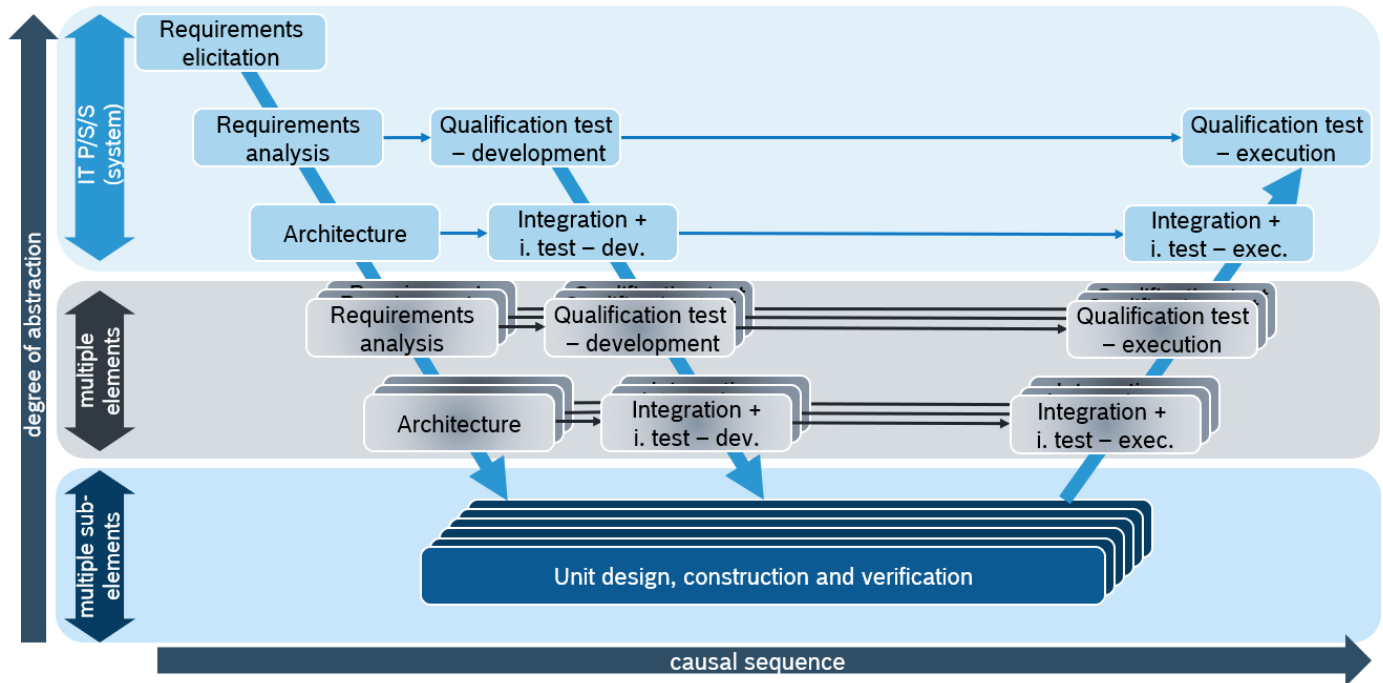 Requirements
elicitation
Requirements
analysis
Qualification test
– development
Qualification test
– execution
IT P/S/S
(system)
Architecture
Integration +
i. test – dev.
Integration +
i. test – exec.
degree of abstraction
multiple
elements
Requirements
analysis
Qualification test
– development
Qualification test
– execution
Architecture
Integration +
i. test – dev.
Integration +
i. test – exec.
multiple sub-
elements
Unit design, construction and verification
causal sequence